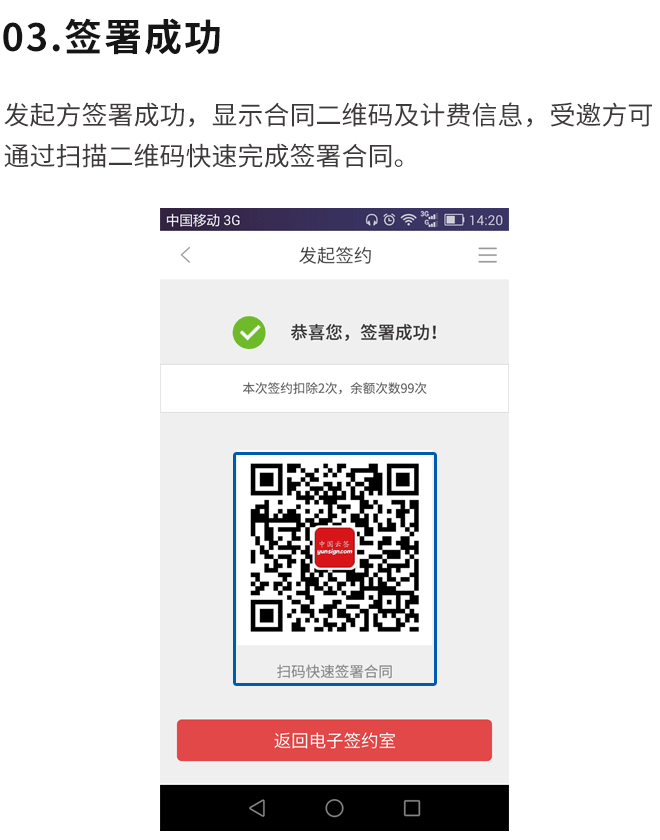 03.签署成功
发起方签署成功，显示合同二维码及计费信息，受邀方可
通过扫描二维码快速完成签署合同。
中国移动 3G
3G
G
14:20
发起签约
恭喜您，签署成功！
本次签约扣除2次，余额次数99次
中国云签
yunsign.com
扫码快速签署合同
返回电子签约室